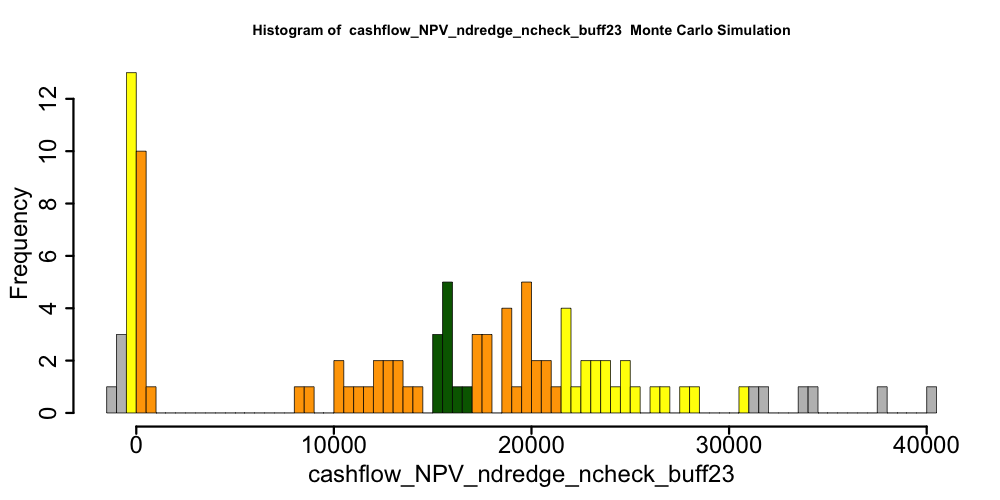 Histogram of  cashflow_NPV_ndredge_ncheck_buff23  Monte Carlo Simulation
Frequency
12
10
8
6
4
2
0
0 10000 20000 30000 40000
cashflow_NPV_ndredge_ncheck_buff23